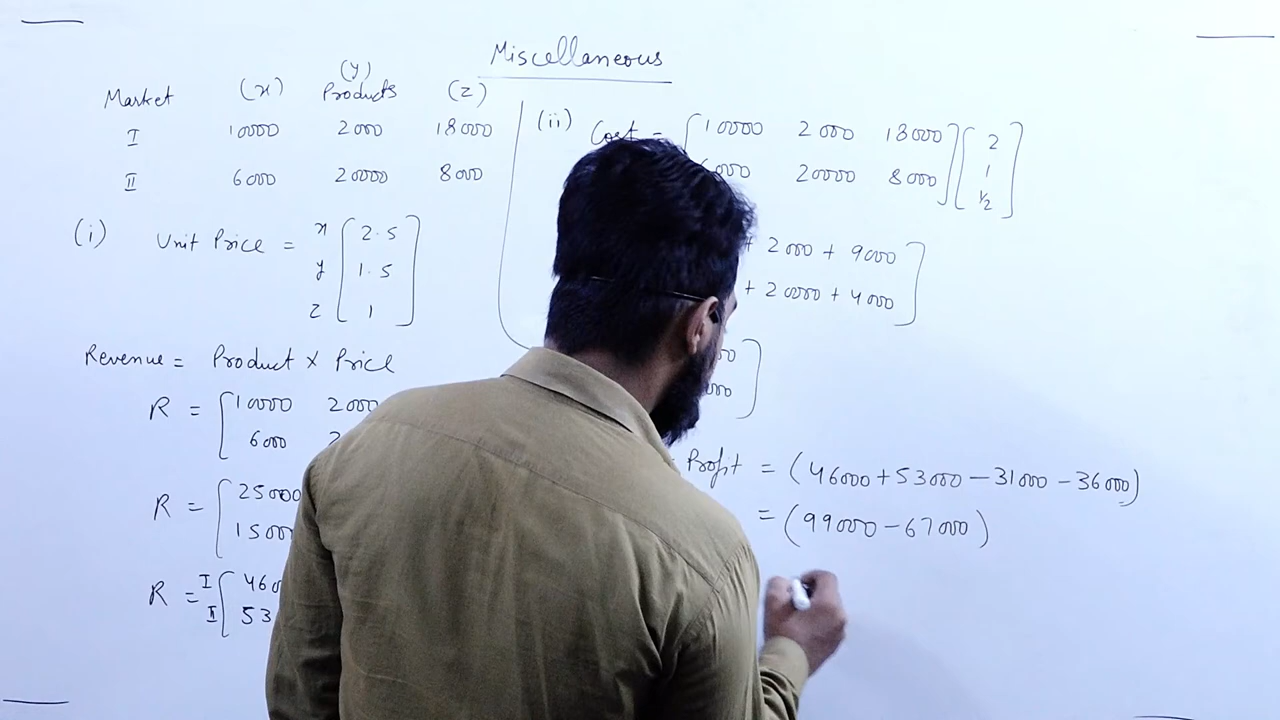 Miscellaneous
Market (x) (y) Products (z)
I 10000 2000 18000
II 6000 20000 8000
(i) Unit Price = x [ 2.5
y 1.5
z 1 ]
Revenue = Product × Price
R = [ 10000 2000
6000
R = [ 25000
15000
R = I [ 460
II 53
(ii) Cost = [ 10000 2000 18000 ] [ 2
6000 20000 8000 ] 1
1/2 ]
+ 2000 + 9000
+ 20000 + 4000 ]
Profit = (46000 + 53000 - 31000 - 36000)
= (99000 - 67000)